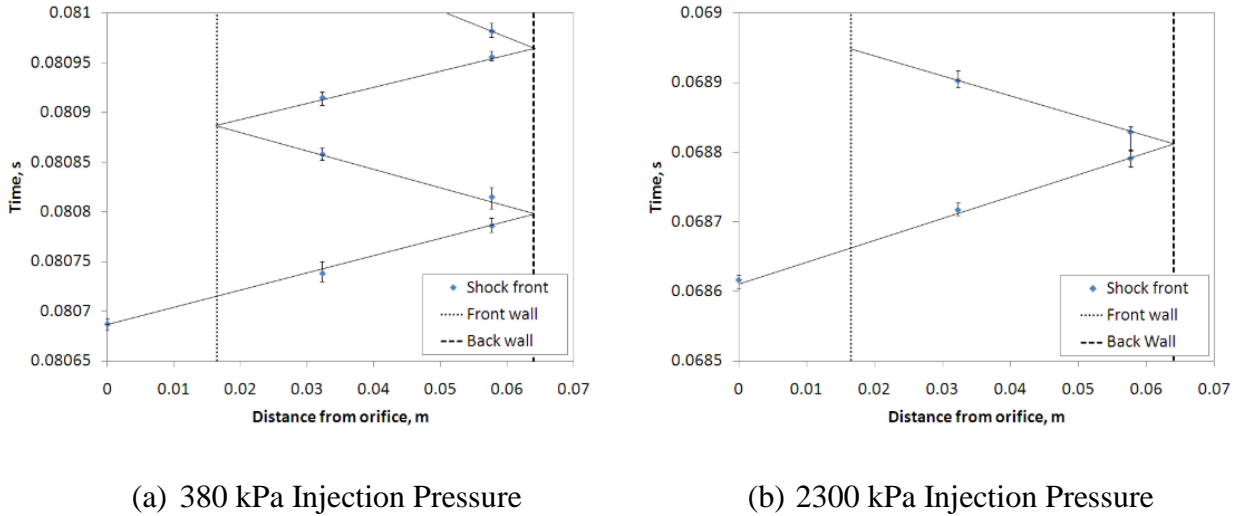 0.081
0.08095
0.0809
0.08085
0.0808
0.08075
0.0807
0.08065
Time, s
0 0.01 0.02 0.03 0.04 0.05 0.06 0.07
Distance from orifice, m
Shock front
Front wall
Back wall
(a) 380 kPa Injection Pressure
0.069
0.0689
0.0688
0.0687
0.0686
0.0685
Time, s
0 0.01 0.02 0.03 0.04 0.05 0.06 0.07
Distance from orifice, m
Shock front
Front wall
Back Wall
(b) 2300 kPa Injection Pressure